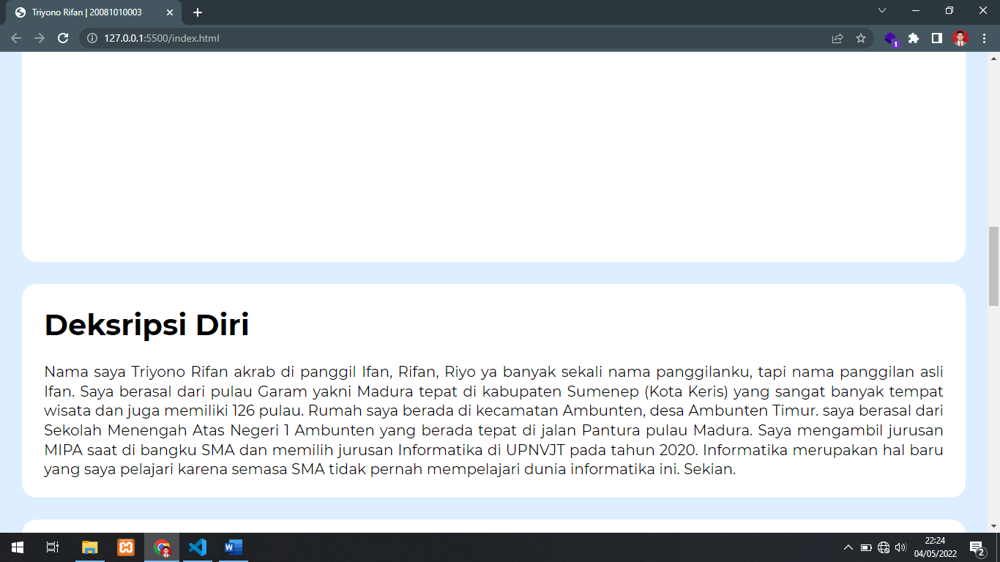 Triyono Rifan | 20081010003
127.0.0.1:5500/index.html
1
Deksripsi Diri
Nama saya Triyono Rifan akrab di panggil Ifan, Rifan, Riyo ya banyak sekali nama panggilanku, tapi nama panggilan asli
Ifan. Saya berasal dari pulau Garam yakni Madura tepat di kabupaten Sumenep (Kota Keris) yang sangat banyak tempat
wisata dan juga memiliki 126 pulau. Rumah saya berada di kecamatan Ambunten, desa Ambunten Timur. saya berasal dari
Sekolah Menengah Atas Negeri 1 Ambunten yang berada tepat di jalan Pantura pulau Madura. Saya mengambil jurusan
MIPA saat di bangku SMA dan memilih jurusan Informatika di UPNVJT pada tahun 2020. Informatika merupakan hal baru
yang saya pelajari karena semasa SMA tidak pernah mempelajari dunia informatika ini. Sekian.
22:24
04/05/2022
2